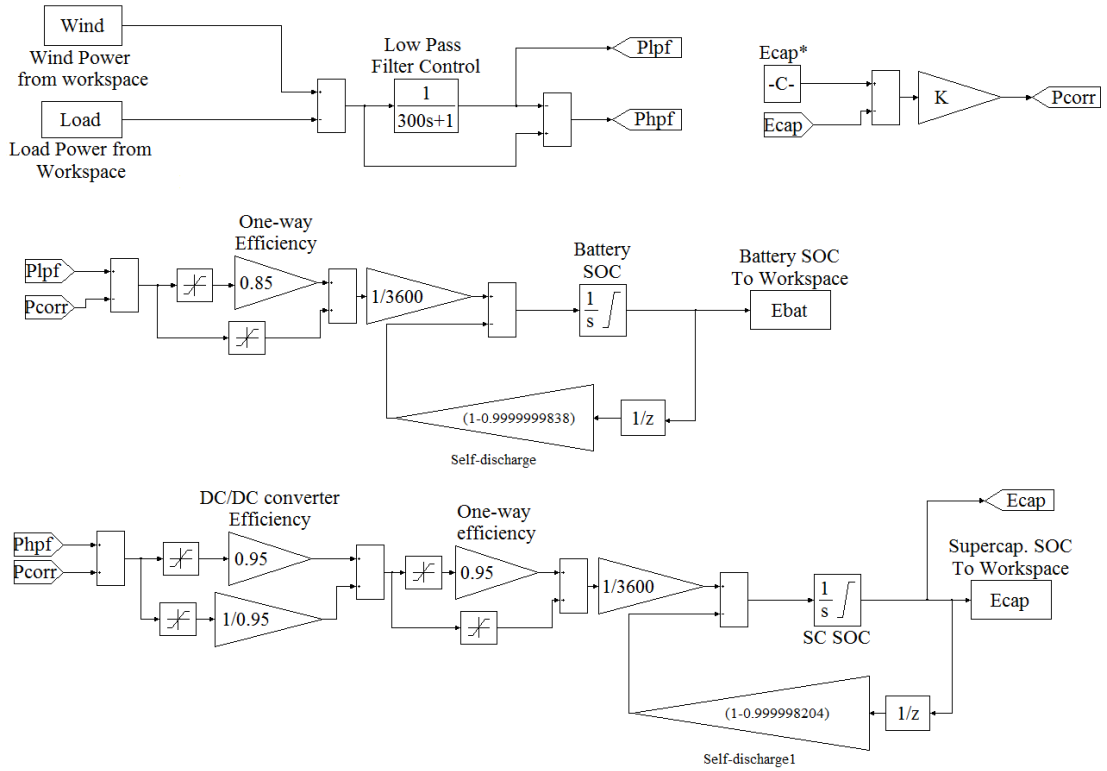 Wind
Wind Power
from workspace
Load
Load Power from
Workspace
+
-
Low Pass
Filter Control
1
300s+1
-
+
Plpf
Phpf
Ecap*
-C-
Ecap
+
-
K
Pcorr
One-way
Efficiency
Plpf
Pcorr
+
-
0.85
+
+
1/3600
+
-
Battery
SOC
1
s
Battery SOC
To Workspace
Ebat
(1-0.9999999838)
1/z
Self-discharge
DC/DC converter
Efficiency
One-way
efficiency
Phpf
Pcorr
+
+
0.95
1/0.95
+
+
0.95
+
+
1/3600
+
-
1
s
SC SOC
Ecap
Supercap. SOC
To Workspace
Ecap
(1-0.999998204)
1/z
Self-discharge1